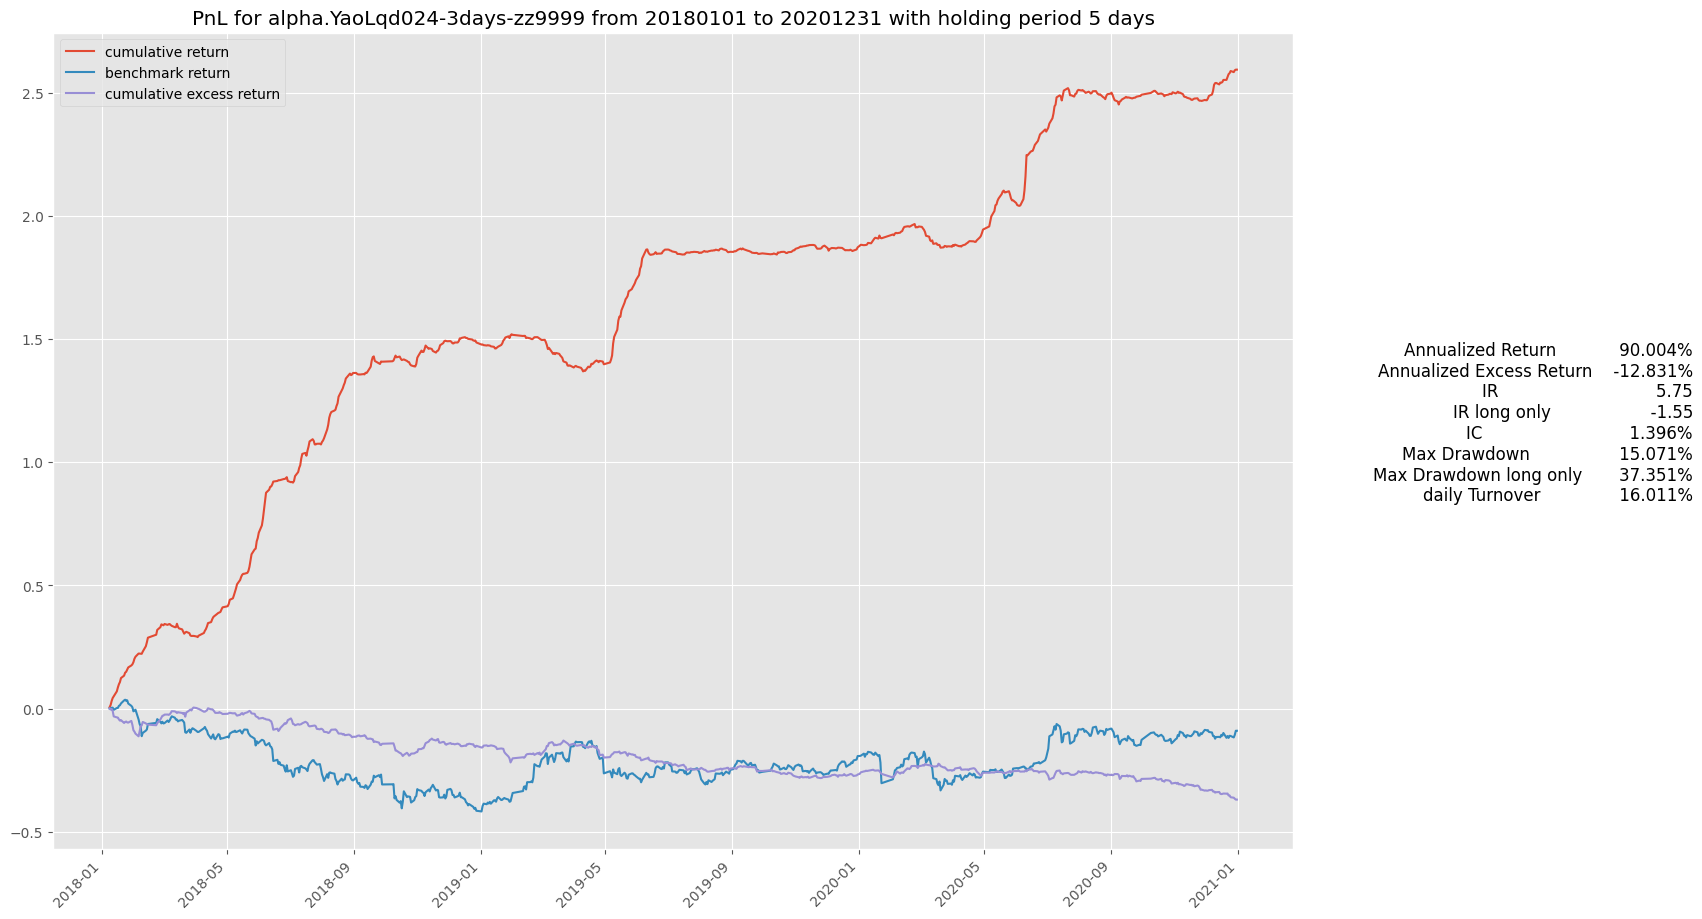 PnL for alpha.YaoLqd024-3days-zz9999 from 20180101 to 20201231 with holding period 5 days
cumulative return
benchmark return
cumulative excess return
2.5
2.0
1.5
1.0
0.5
0.0
−0.5
2018-01
2018-05
2018-09
2019-01
2019-05
2019-09
2020-01
2020-05
2020-09
2021-01
Annualized Return 90.004%
Annualized Excess Return -12.831%
IR 5.75
IR long only -1.55
IC 1.396%
Max Drawdown 15.071%
Max Drawdown long only 37.351%
daily Turnover 16.011%